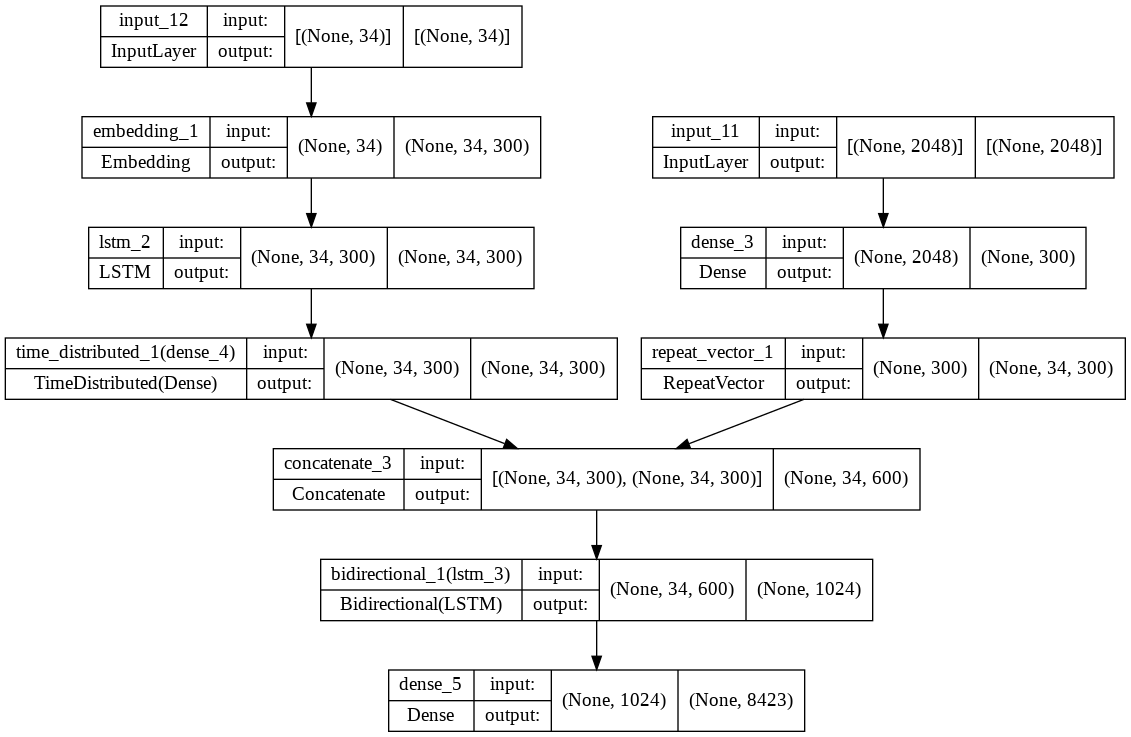 input_12 input: [(None, 34)] [(None, 34)]
InputLayer output:
embedding_1 input: (None, 34) (None, 34, 300)
Embedding output:
input_11 input: [(None, 2048)] [(None, 2048)]
InputLayer output:
lstm_2 input: (None, 34, 300) (None, 34, 300)
LSTM output:
dense_3 input: (None, 2048) (None, 300)
Dense output:
time_distributed_1(dense_4) input: (None, 34, 300) (None, 34, 300)
TimeDistributed(Dense) output:
repeat_vector_1 input: (None, 300) (None, 34, 300)
RepeatVector output:
concatenate_3 input: [(None, 34, 300), (None, 34, 300)] (None, 34, 600)
Concatenate output:
bidirectional_1(lstm_3) input: (None, 34, 600) (None, 1024)
Bidirectional(LSTM) output:
dense_5 input: (None, 1024) (None, 8423)
Dense output: